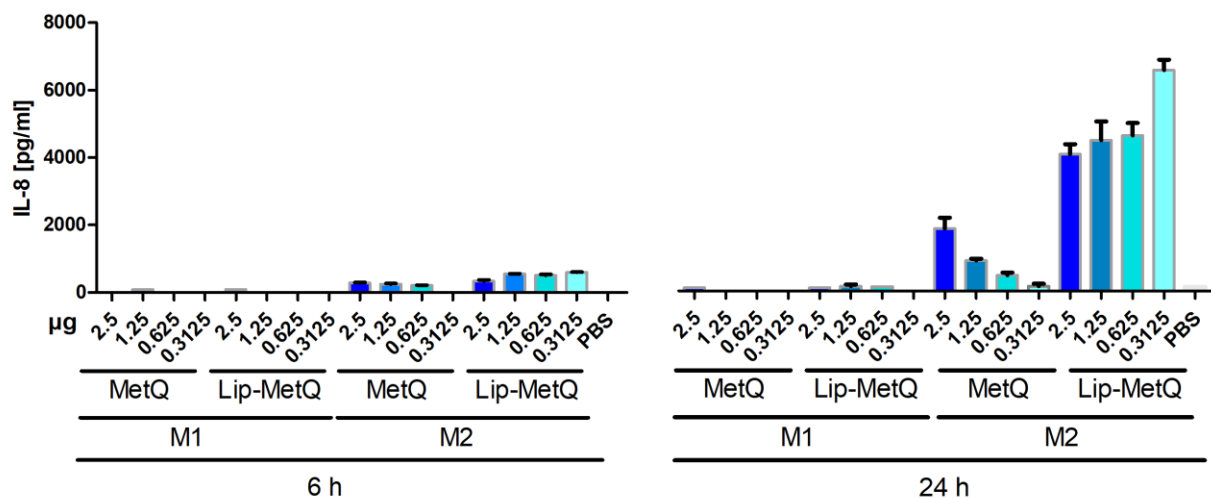 8000
6000
4000
2000
0
IL-8 [pg/ml]
µg
2.5 1.25 0.625 0.3125 2.5 1.25 0.625 0.3125 2.5 1.25 0.625 0.3125 2.5 1.25 0.625 0.3125 PBS
MetQ Lip-MetQ MetQ Lip-MetQ
M1 M2
6 h
2.5 1.25 0.625 0.3125 2.5 1.25 0.625 0.3125 2.5 1.25 0.625 0.3125 2.5 1.25 0.625 0.3125 PBS
MetQ Lip-MetQ MetQ Lip-MetQ
M1 M2
24 h